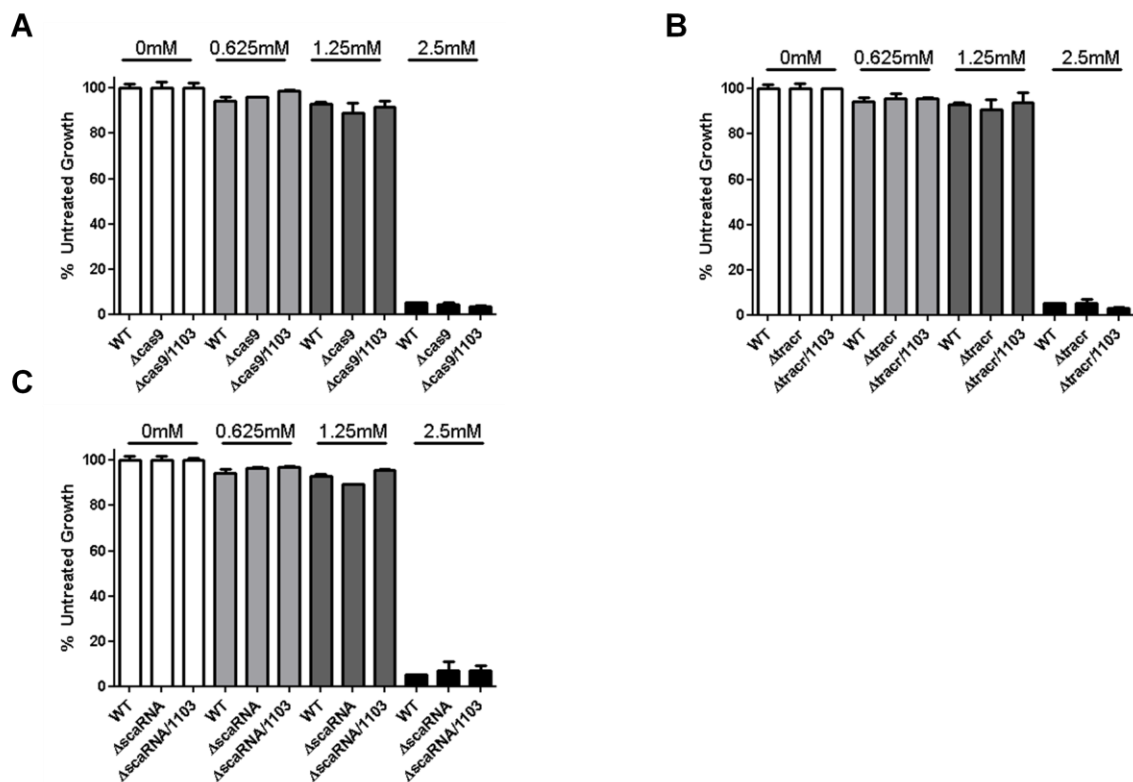 A
0mM 0.625mM 1.25mM 2.5mM
% Untreated Growth
100
80
60
40
20
0
WT Δcas9 Δcas9/1103 WT Δcas9 Δcas9/1103 WT Δcas9 Δcas9/1103 WT Δcas9 Δcas9/1103
B
0mM 0.625mM 1.25mM 2.5mM
% Untreated Growth
100
80
60
40
20
0
WT Δtracr Δtracr/1103 WT Δtracr Δtracr/1103 WT Δtracr Δtracr/1103 WT Δtracr Δtracr/1103
C
0mM 0.625mM 1.25mM 2.5mM
% Untreated Growth
100
80
60
40
20
0
WT ΔscaRNA ΔscaRNA/1103 WT ΔscaRNA ΔscaRNA/1103 WT ΔscaRNA ΔscaRNA/1103 WT ΔscaRNA ΔscaRNA/1103